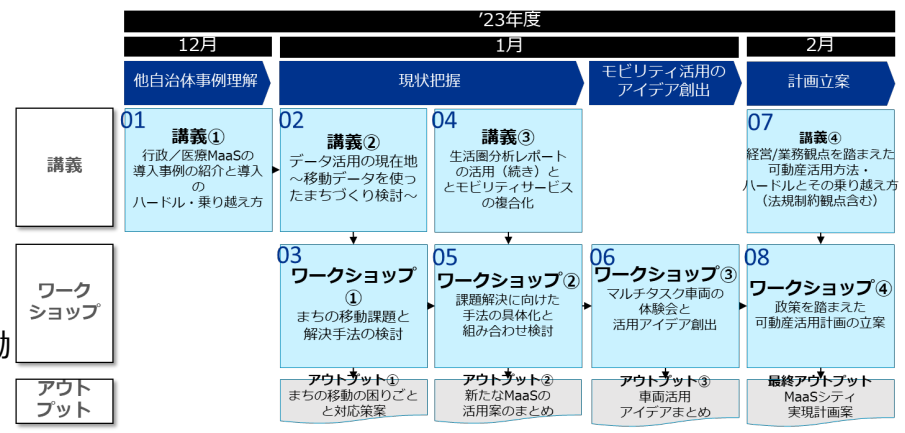 '23年度
12月
1月
2月
他自治体事例理解
現状把握
モビリティ活用の
アイデア創出
計画立案
講義
01
講義①
行政／医療MaaSの
導入事例の紹介と導入
の
ハードル・乗り越え方
02
講義②
データ活用の現在地
～移動データを使っ
たまちづくり検討～
04
講義③
生活圏分析レポート
の活用（続き）と
とモビリティサービス
の複合化
07
講義④
経営/業務観点を踏まえた
可動産活用方法・
ハードルとその乗り越え方
（法規制約観点含む）
ワーク
ショップ
03
ワークショップ
①
まちの移動課題と
解決手法の検討
05
ワークショップ②
課題解決に向けた
手法の具体化と
組み合わせ検討
06
ワークショップ③
マルチタスク車両の
体験会と
活用アイデア創出
08
ワークショップ④
政策を踏まえた
可動産活用計画の立案
動
アウト
プット
アウトプット①
まちの移動の困りごと
と対応策案
アウトプット②
新たなMaaSの
活用案のまとめ
アウトプット③
車両活用
アイデアまとめ
最終アウトプット
MaaSシティ
実現計画案